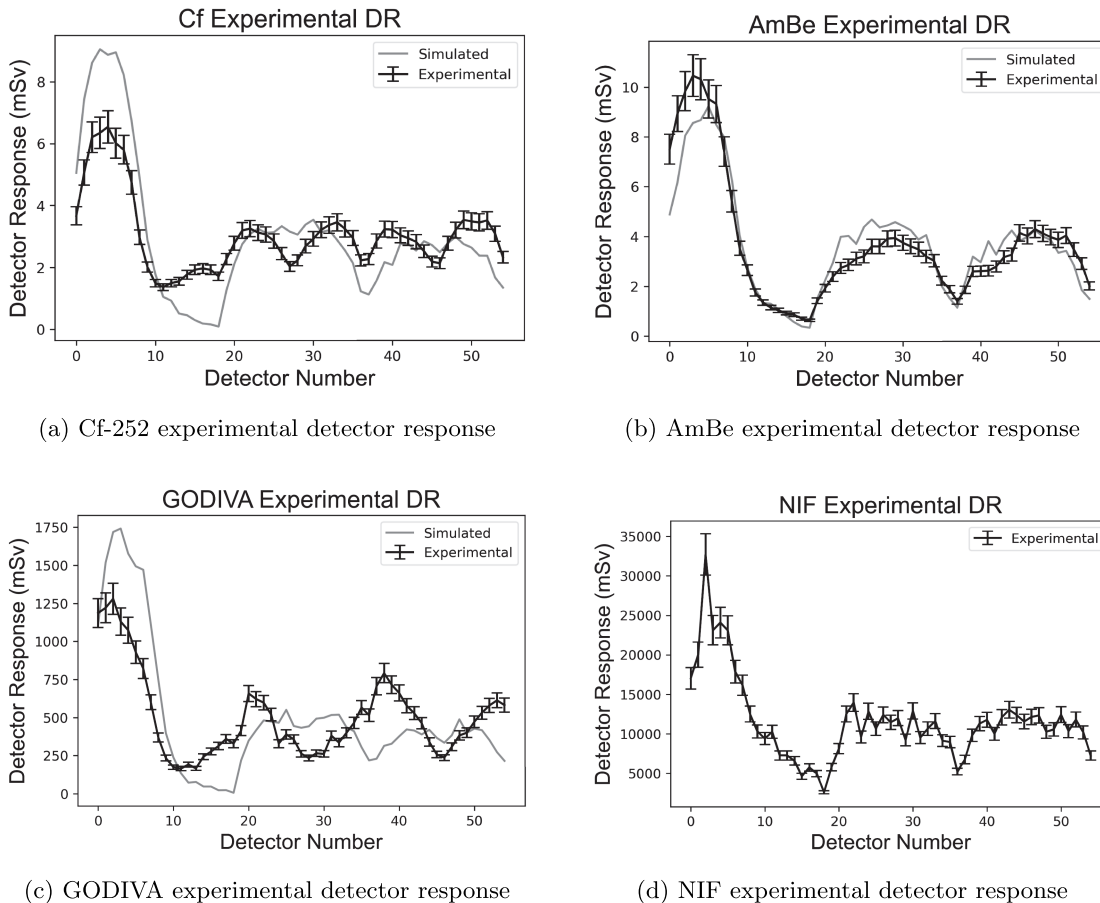 Cf Experimental DR
Detector Response (mSv)
8
6
4
2
0
Simulated
Experimental
0 10 20 30 40 50
Detector Number
(a) Cf-252 experimental detector response
AmBe Experimental DR
Detector Response (mSv)
10
8
6
4
2
0
Simulated
Experimental
0 10 20 30 40 50
Detector Number
(b) AmBe experimental detector response
GODIVA Experimental DR
Detector Response (mSv)
1750
1500
1250
1000
750
500
250
0
Simulated
Experimental
0 10 20 30 40 50
Detector Number
(c) GODIVA experimental detector response
NIF Experimental DR
Detector Response (mSv)
35000
30000
25000
20000
15000
10000
5000
Experimental
0 10 20 30 40 50
Detector Number
(d) NIF experimental detector response